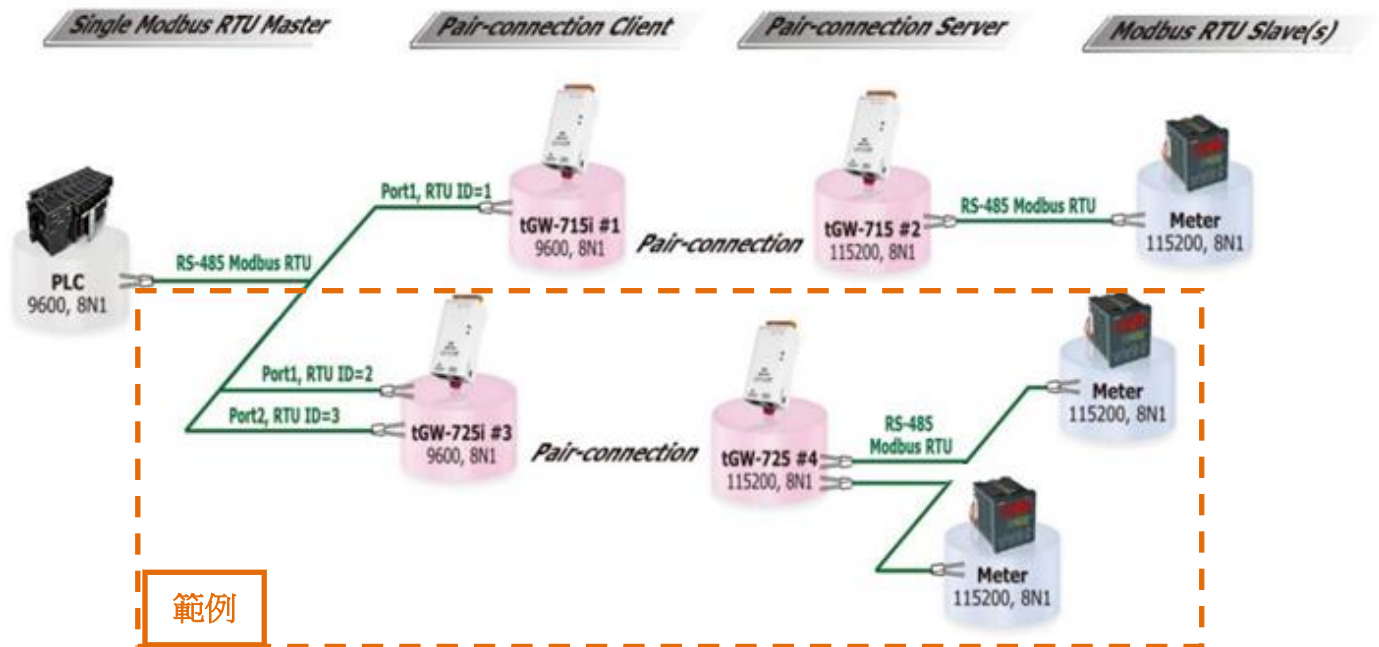 Single Modbus RTU Master
Pair-connection Client
Pair-connection Server
Modbus RTU Slave(s)
PLC
9600, 8N1
RS-485 Modbus RTU
Port1, RTU ID=1
tGW-715i #1
9600, 8N1
Pair-connection
tGW-715 #2
115200, 8N1
RS-485 Modbus RTU
Meter
115200, 8N1
Port1, RTU ID=2
Port2, RTU ID=3
tGW-725i #3
9600, 8N1
Pair-connection
tGW-725 #4
115200, 8N1
RS-485
Modbus RTU
Meter
115200, 8N1
Meter
115200, 8N1
範例